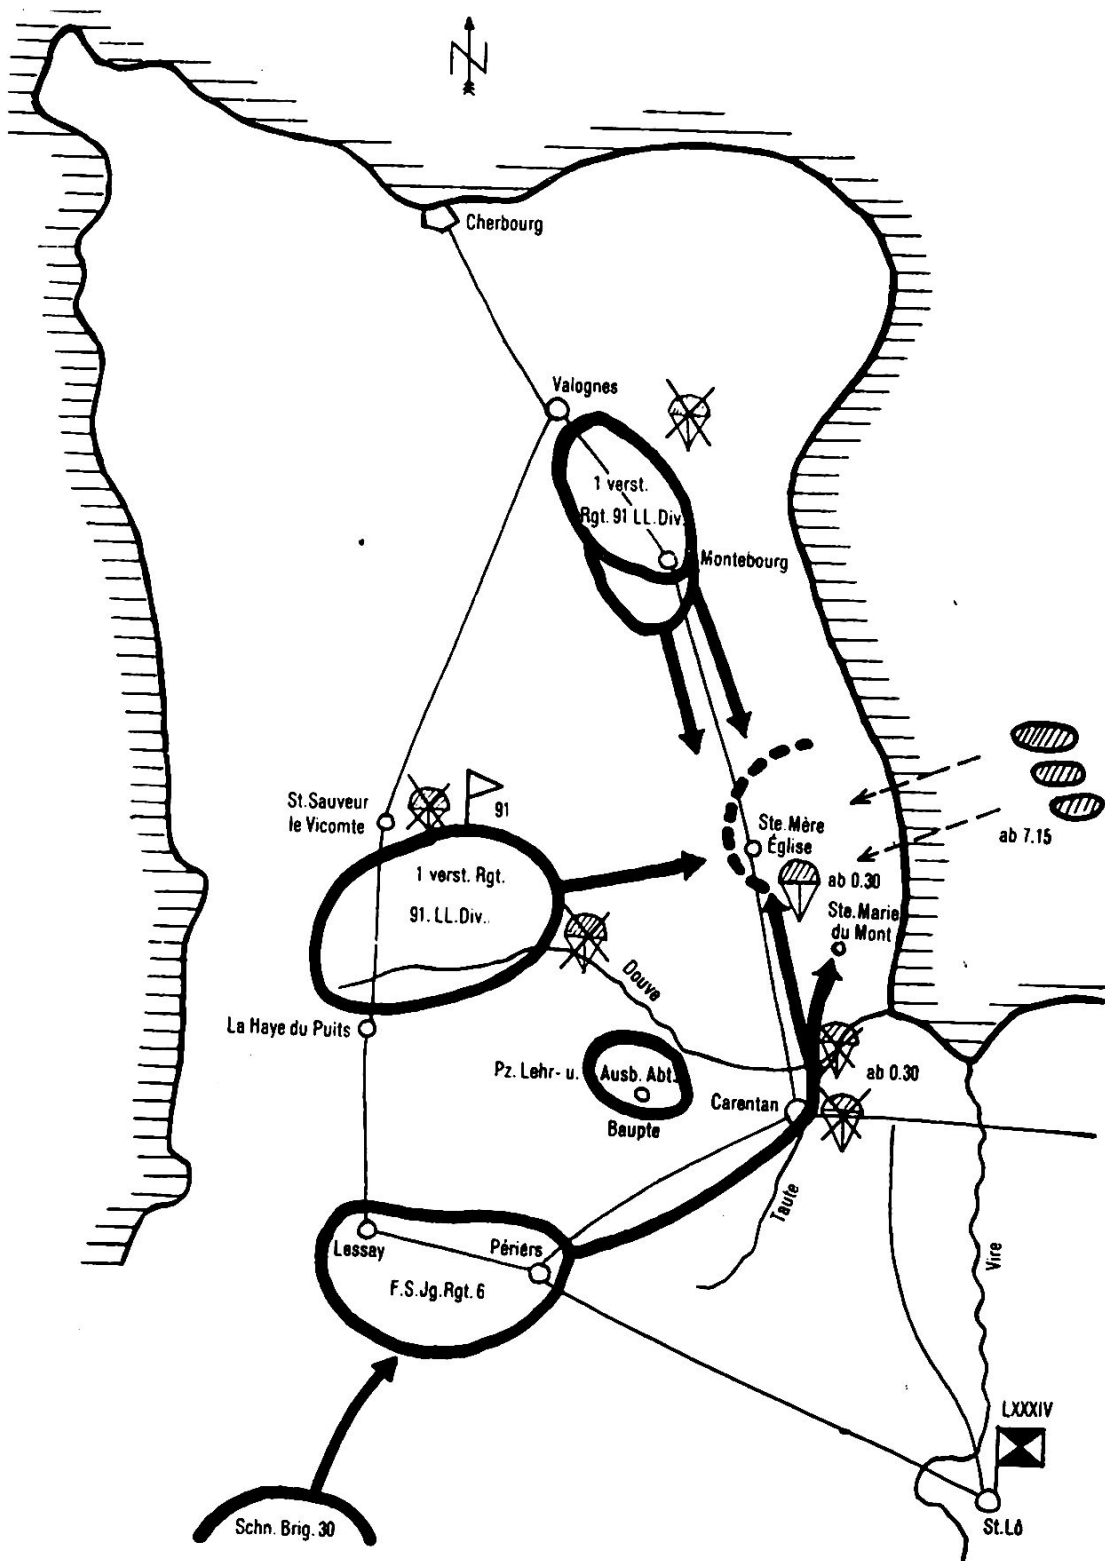 N
Cherbourg
Valognes
1 verst.
Rgt. 91 LL.Div.
Montebourg
St.Sauveur
le Vicomte
91
ab 7.15
Ste.Mère
Église
ab 0.30
1 verst. Rgt.
91. LL.Div..
Ste.Marie
du Mont
Douve
La Haye du Puits
Pz. Lehr- u. Ausb. Abt.
ab 0.30
Carentan
Baupte
Taute
Lessay
Périers
Vire
F.S.Jg.Rgt. 6
LXXXIV
Schn. Brig. 30
St.Lô